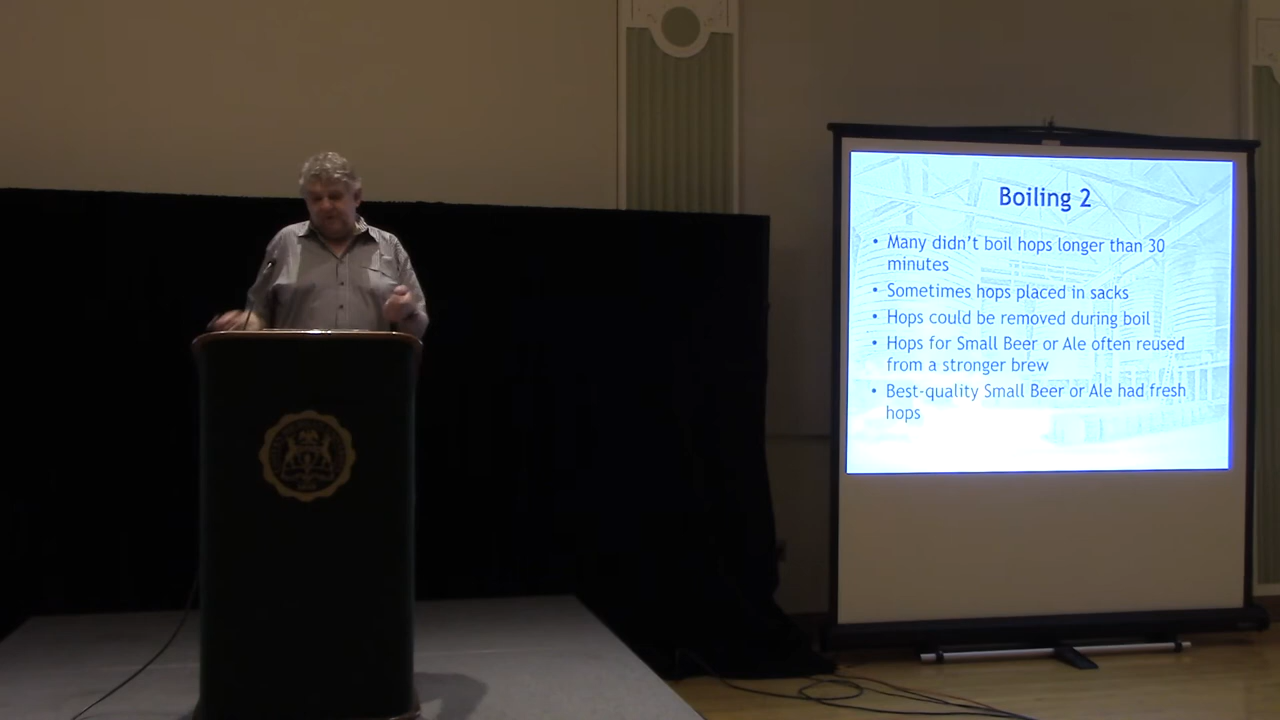 Boiling 2
• Many didn't boil hops longer than 30
minutes
• Sometimes hops placed in sacks
• Hops could be removed during boil
• Hops for Small Beer or Ale often reused
from a stronger brew
• Best-quality Small Beer or Ale had fresh
hops